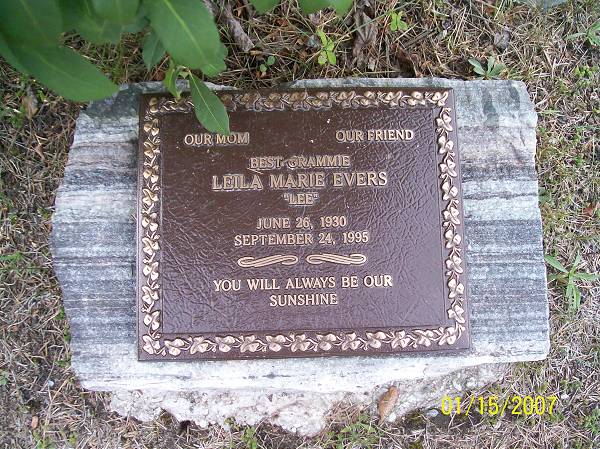 OUR MOM OUR FRIEND
BEST GRAMMIE
LEILA MARIE EVERS
"LEE"
JUNE 26, 1930
SEPTEMBER 24, 1995
YOU WILL ALWAYS BE OUR
SUNSHINE
01/15/2007